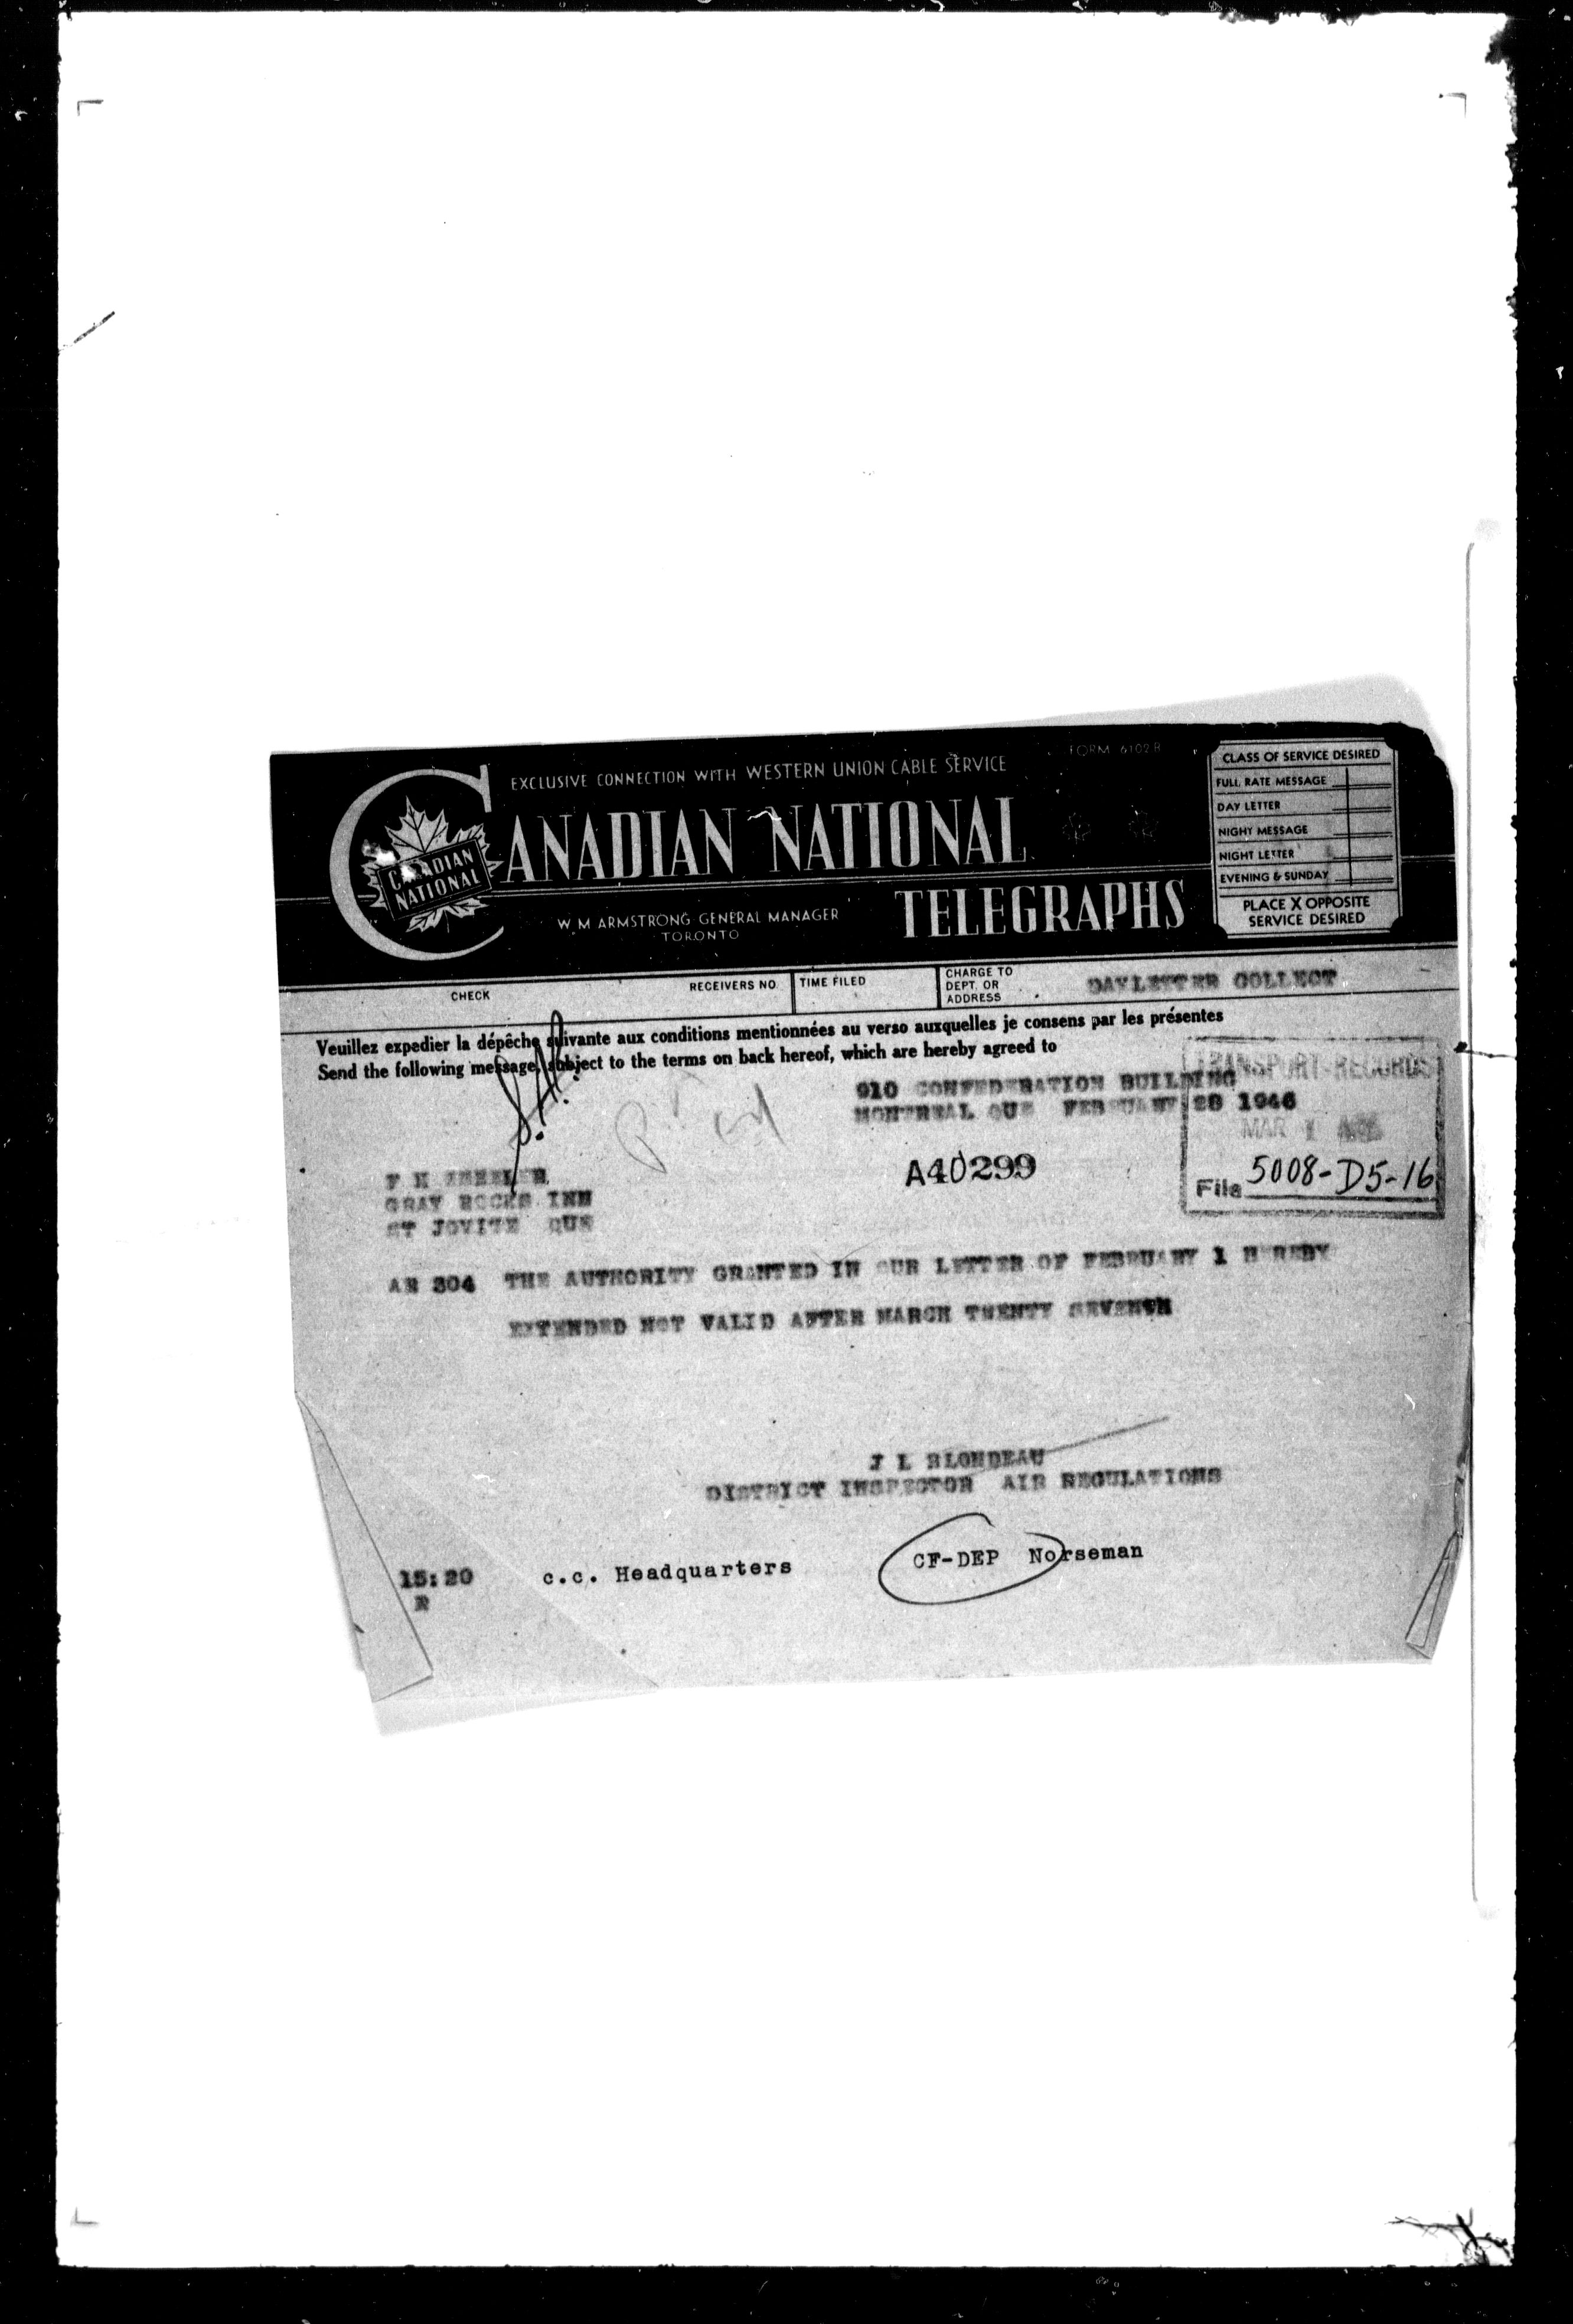 FORM 6102B
EXCLUSIVE CONNECTION WITH WESTERN UNION CABLE SERVICE
CANADIAN NATIONAL
TELEGRAPHS
CANADIAN
NATIONAL
W. M. ARMSTRONG GENERAL MANAGER
TORONTO
CLASS OF SERVICE DESIRED
FULL RATE MESSAGE
DAY LETTER
NIGHT MESSAGE
NIGHT LETTER
EVENING & SUNDAY
PLACE X OPPOSITE
SERVICE DESIRED
CHECK
RECEIVERS NO.
TIME FILED
CHARGE TO
DEPT. OR
ADDRESS
DAYLETTER COLLECT
Veuillez expedier la dépêche suivante aux conditions mentionnées au verso auxquelles je consens par les présentes
Send the following message, subject to the terms on back hereof, which are hereby agreed to
TRANSPORT-RECORDS
910 CONFEDERATION BUILDING
MONTREAL QUE FEBRUARY 28 1946
MAR 1
A40299
File 5008-D5-16
F H WHEELER
GRAY ROCKS INN
ST JOVITE QUE
AR 304 THE AUTHORITY GRANTED IN OUR LETTER OF FEBRUARY 1 HEREBY
EXTENDED NOT VALID AFTER MARCH TWENTY SEVENTH
J L BLONDEAU
DISTRICT INSPECTOR AIR REGULATIONS
15:20 c.c. Headquarters CF-DEP Norseman
R